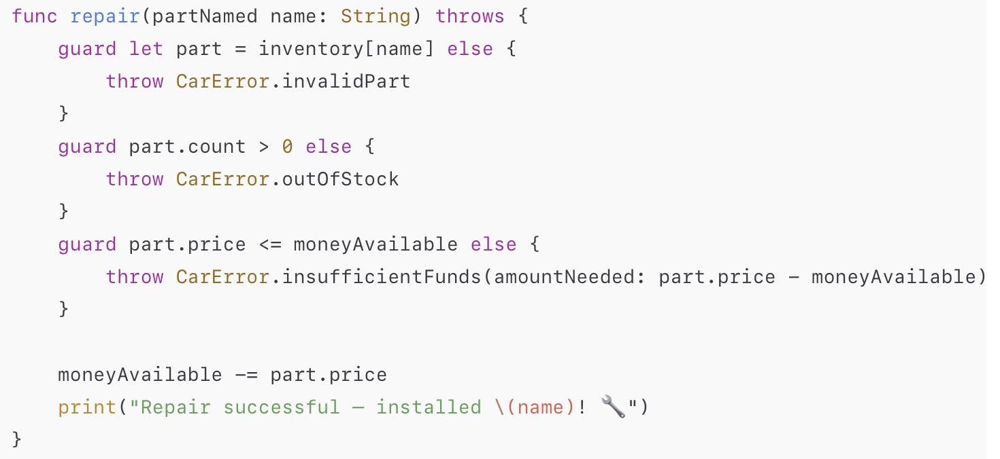 func repair(partNamed name: String) throws {
    guard let part = inventory[name] else {
        throw CarError.invalidPart
    }
    guard part.count > 0 else {
        throw CarError.outOfStock
    }
    guard part.price <= moneyAvailable else {
        throw CarError.insufficientFunds(amountNeeded: part.price - moneyAvailable)
    }

    moneyAvailable -= part.price
    print("Repair successful — installed \(name)! 🔧")
}